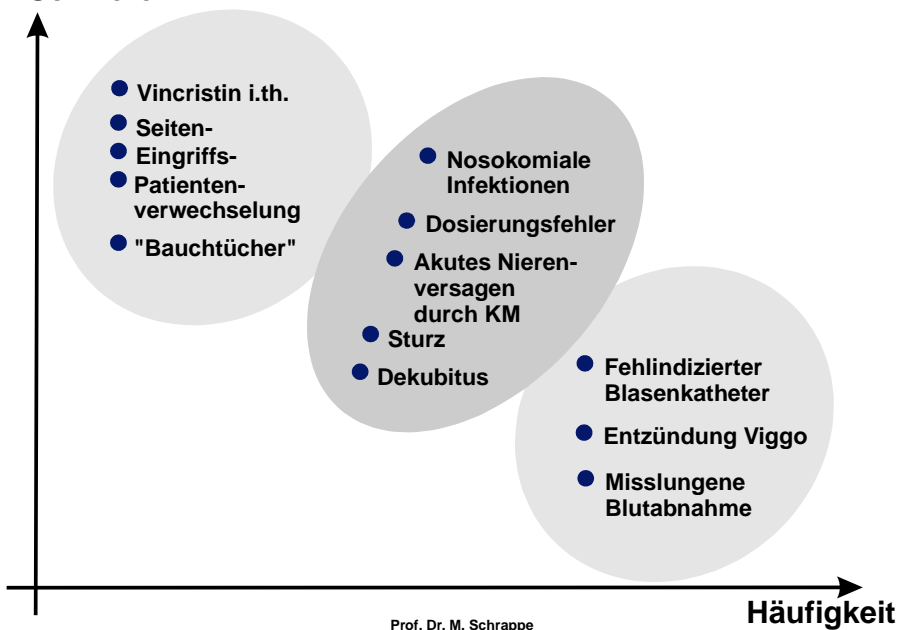 Vincristin i.th.
Seiten-
Eingriffs-
Patienten-
verwechselung
"Bauchtücher"
Nosokomiale
Infektionen
Dosierungsfehler
Akutes Nieren-
versagen
durch KM
Sturz
Dekubitus
Fehlindizierter
Blasenkatheter
Entzündung Viggo
Misslungene
Blutabnahme
Häufigkeit
Prof. Dr. M. Schrappe